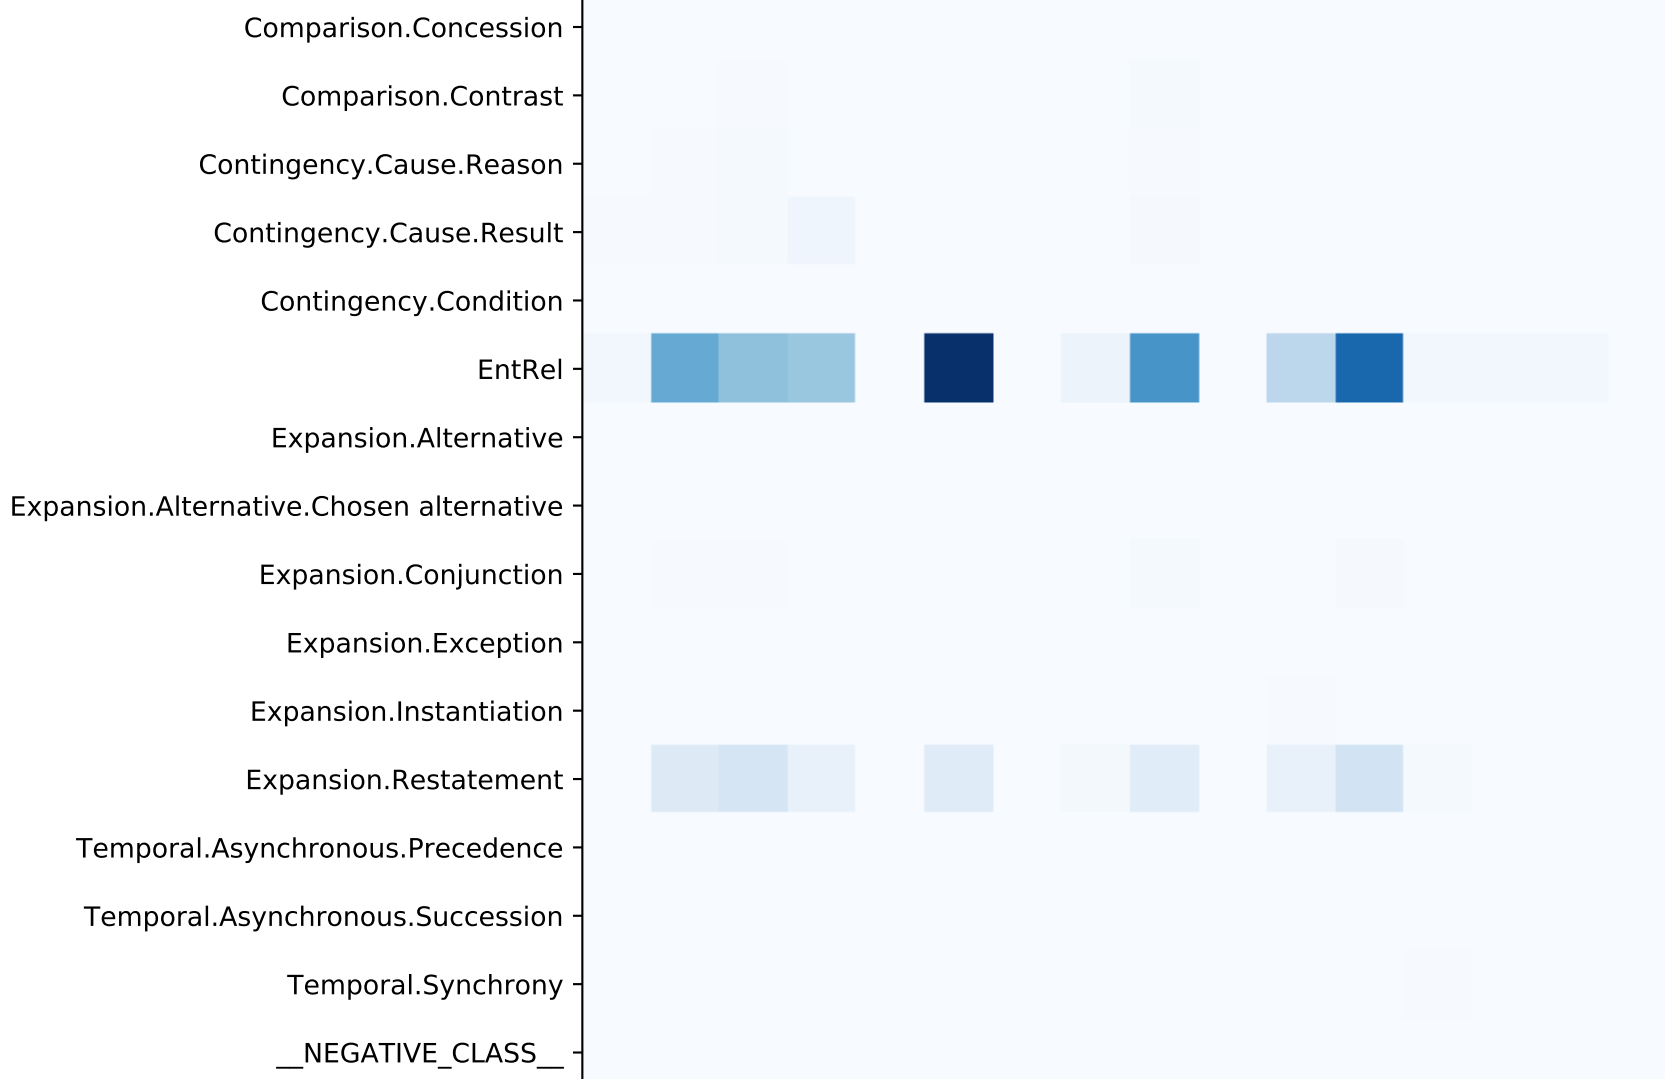 Comparison.Concession
Comparison.Contrast
Contingency.Cause.Reason
Contingency.Cause.Result
Contingency.Condition
EntRel
Expansion.Alternative
Expansion.Alternative.Chosen alternative
Expansion.Conjunction
Expansion.Exception
Expansion.Instantiation
Expansion.Restatement
Temporal.Asynchronous.Precedence
Temporal.Asynchronous.Succession
Temporal.Synchrony
__NEGATIVE_CLASS__